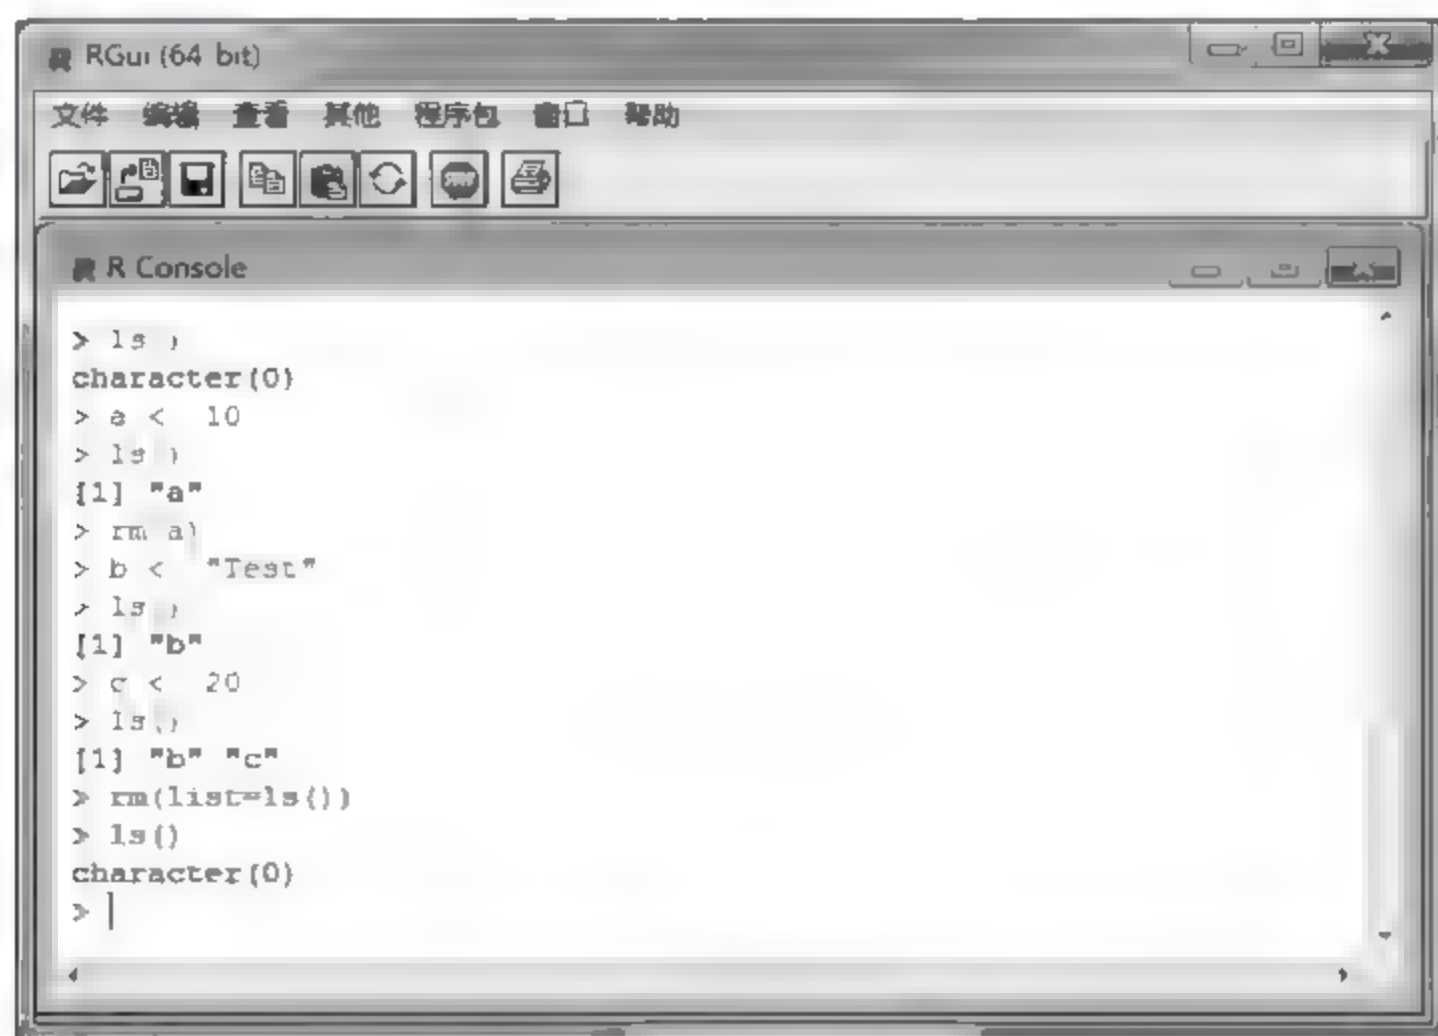 RGui (64 bit)
文件 编辑 查看 其他 程序包 窗口 帮助
R Console
> ls )
character(0)
> a < 10
> ls )
[1] "a"
> rm a)
> b < "Test"
> ls )
[1] "b"
> c < 20
> ls()
[1] "b" "c"
> rm(list=ls())
> ls()
character(0)
>